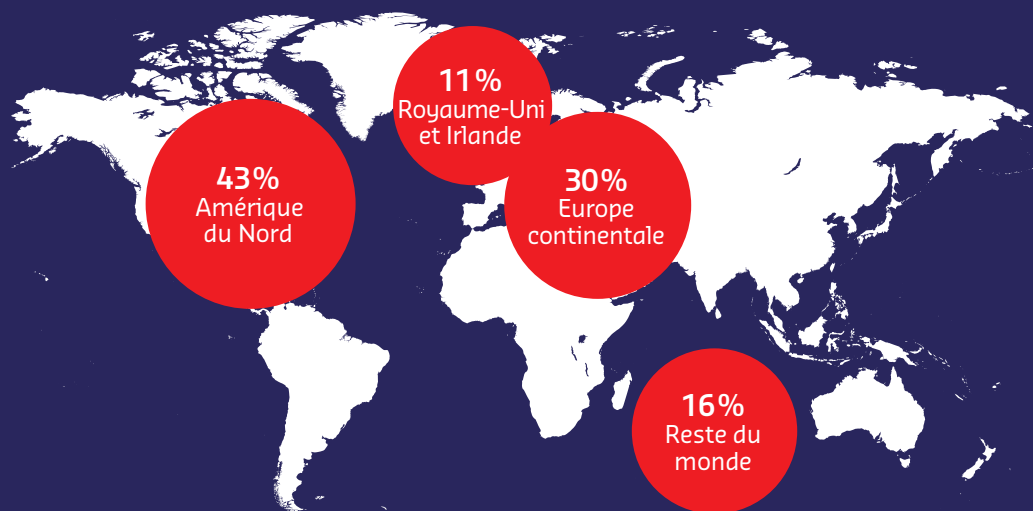 11%
Royaume-Uni
et Irlande
43%
Amérique
du Nord
30%
Europe
continentale
16%
Reste du
monde